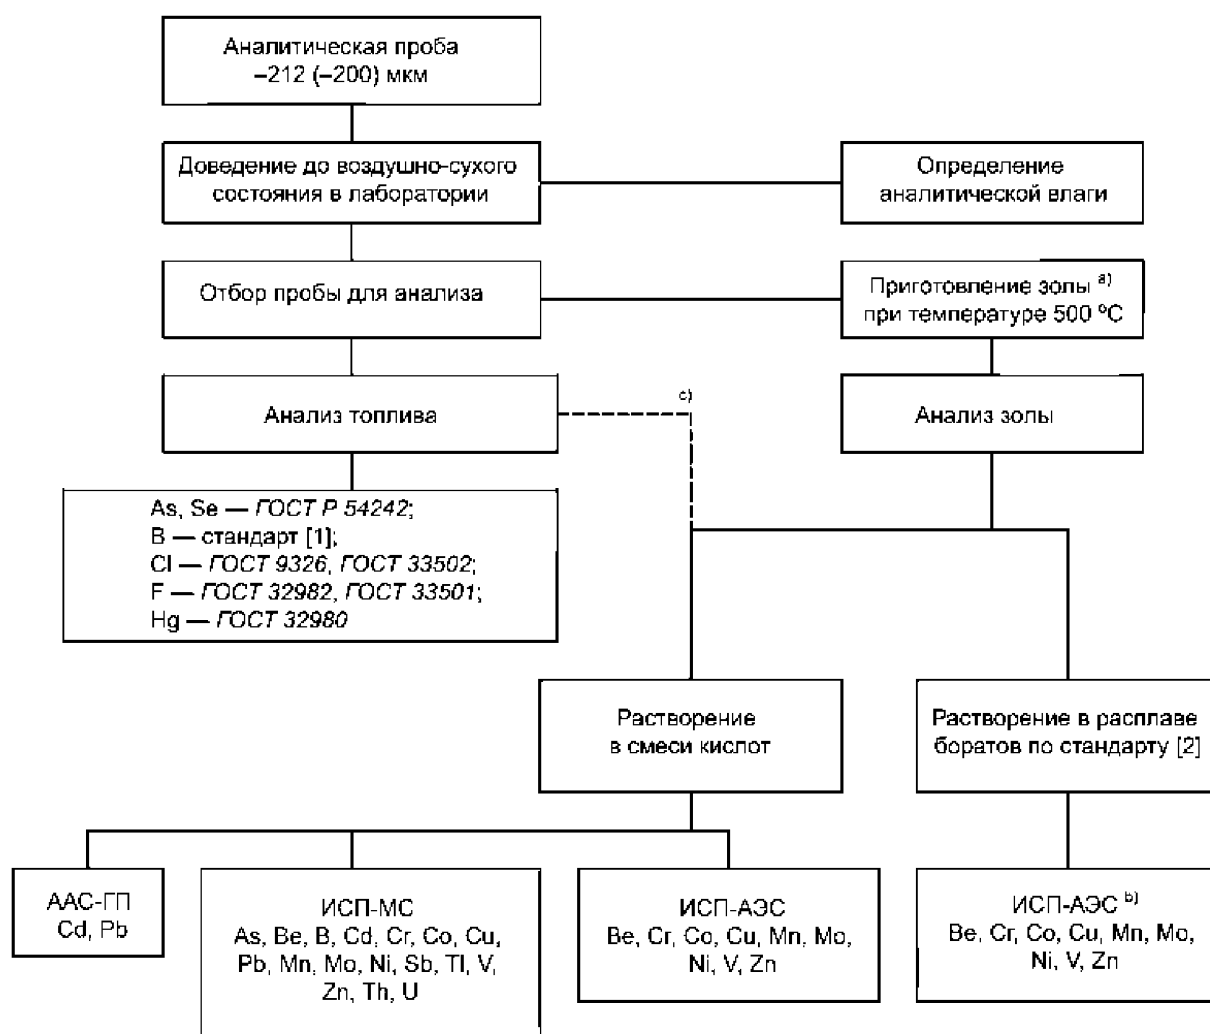 Аналитическая проба
–212 (–200) мкм
Доведение до воздушно-сухого
состояния в лаборатории
Определение
аналитической влаги
Отбор пробы для анализа
Приготовление золы a)
при температуре 500 °C
Анализ топлива
c)
Анализ золы
As, Se — ГОСТ Р 54242;
B — стандарт [1];
Cl — ГОСТ 9326, ГОСТ 33502;
F — ГОСТ 32982, ГОСТ 33501;
Hg — ГОСТ 32980
Растворение
в смеси кислот
Растворение в расплаве
боратов по стандарту [2]
ААС-ГП
Cd, Pb
ИСП-МС
As, Be, B, Cd, Cr, Co, Cu,
Pb, Mn, Mo, Ni, Sb, Tl, V,
Zn, Th, U
ИСП-АЭС
Be, Cr, Co, Cu, Mn, Mo,
Ni, V, Zn
ИСП-АЭС b)
Be, Cr, Co, Cu, Mn, Mo,
Ni, V, Zn